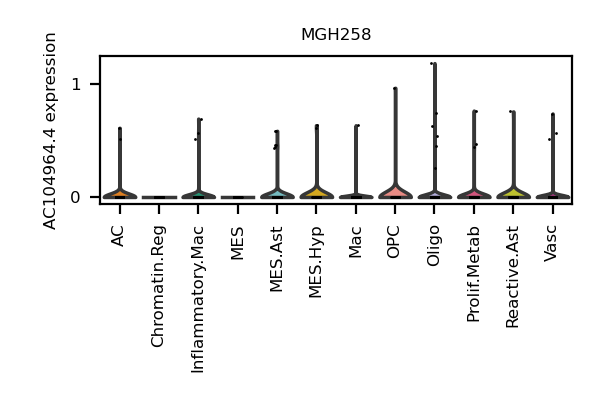 MGH258
AC104964.4 expression
1
0
AC
Chromatin.Reg
Inflammatory.Mac
MES
MES.Ast
MES.Hyp
Mac
OPC
Oligo
Prolif.Metab
Reactive.Ast
Vasc